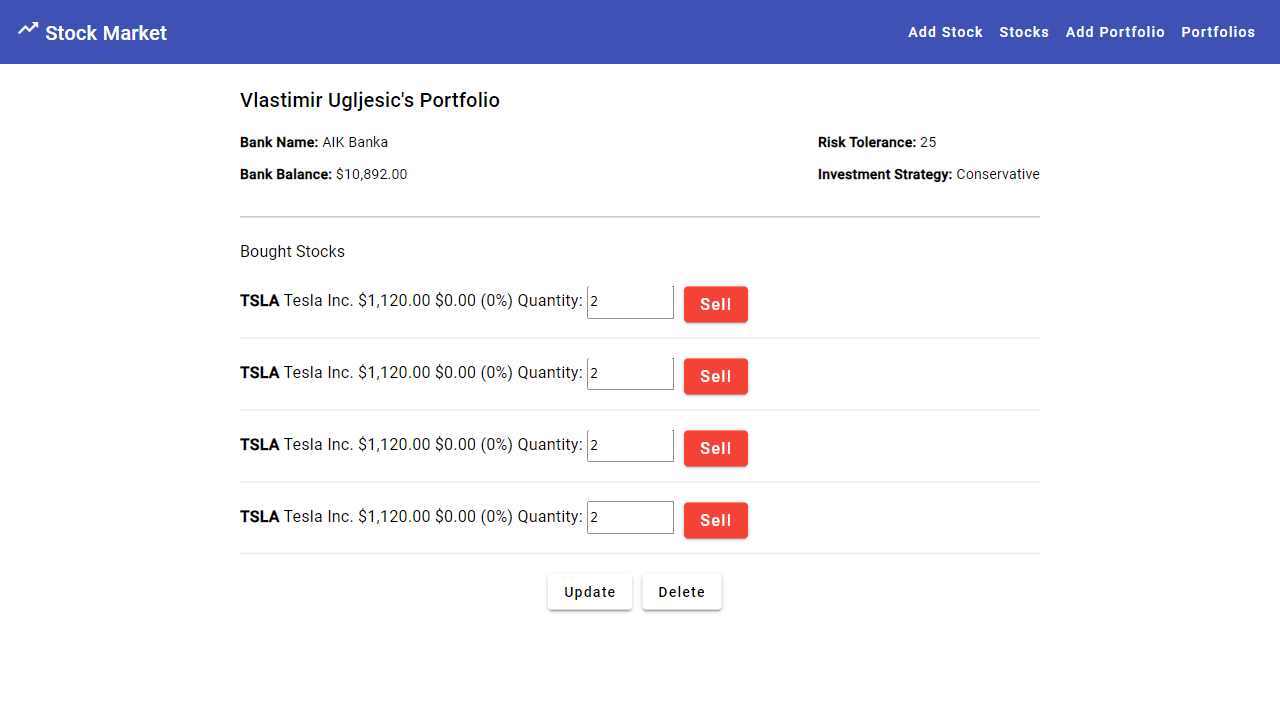 Stock Market
Add Stock Stocks Add Portfolio Portfolios
Vlastimir Ugljesic's Portfolio
Bank Name: AIK Banka
Risk Tolerance: 25
Bank Balance: $10,892.00
Investment Strategy: Conservative
Bought Stocks
TSLA Tesla Inc. $1,120.00 $0.00 (0%) Quantity: 2 Sell
TSLA Tesla Inc. $1,120.00 $0.00 (0%) Quantity: 2 Sell
TSLA Tesla Inc. $1,120.00 $0.00 (0%) Quantity: 2 Sell
TSLA Tesla Inc. $1,120.00 $0.00 (0%) Quantity: 2 Sell
Update Delete